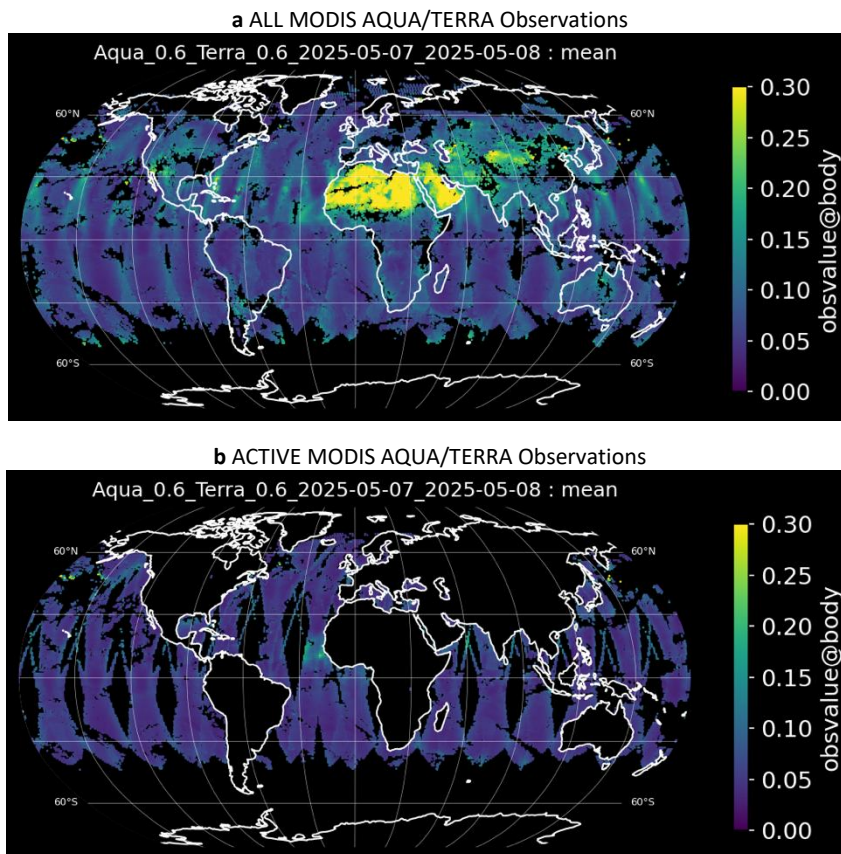 a ALL MODIS AQUA/TERRA Observations
Aqua_0.6_Terra_0.6_2025-05-07_2025-05-08 : mean
60°N
60°N
60°S
60°S
0.30
0.25
0.20
0.15
0.10
0.05
0.00
obsvalue@body
b ACTIVE MODIS AQUA/TERRA Observations
Aqua_0.6_Terra_0.6_2025-05-07_2025-05-08 : mean
60°N
60°N
60°S
60°S
0.30
0.25
0.20
0.15
0.10
0.05
0.00
obsvalue@body